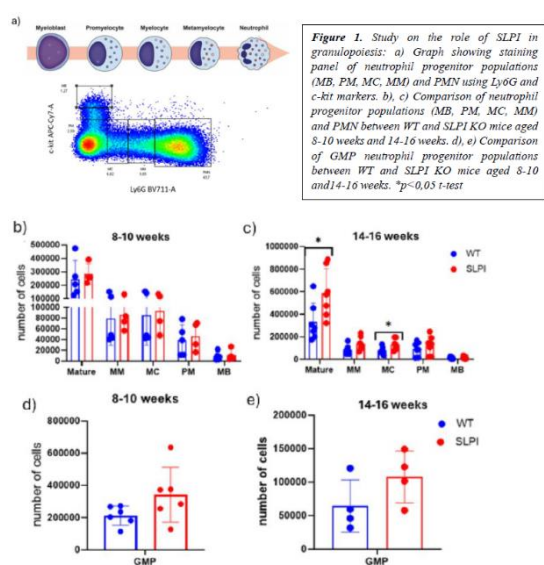 a)
Myeloblast Promyelocyte Myelocyte Metamyelocyte Neutrophil
Figure 1. Study on the role of SLPI in
granulopoiesis: a) Graph showing staining
panel of neutrophil progenitor populations
(MB, PM, MC, MM) and PMN using Ly6G and
c-kit markers. b), c) Comparison of neutrophil
progenitor populations (MB, PM, MC, MM)
and PMN between WT and SLPI KO mice aged
8-10 weeks and 14-16 weeks. d), e) Comparison
of GMP neutrophil progenitor populations
between WT and SLPI KO mice aged 8-10
and14-16 weeks. *p<0,05 t-test
c-kit APC-Cy7-A
Ly6G BV711-A
b)
8-10 weeks
number of cells
500000
400000
300000
200000
100000
80000
60000
40000
20000
0
Mature MM MC PM MB
c)
14-16 weeks
number of cells
1000000
800000
600000
400000
200000
0
* *
Mature MM MC PM MB
WT
SLPI
d)
8-10 weeks
number of cells
800000
600000
400000
200000
0
GMP
e)
14-16 weeks
number of cells
200000
150000
100000
50000
0
GMP
WT
SLPI